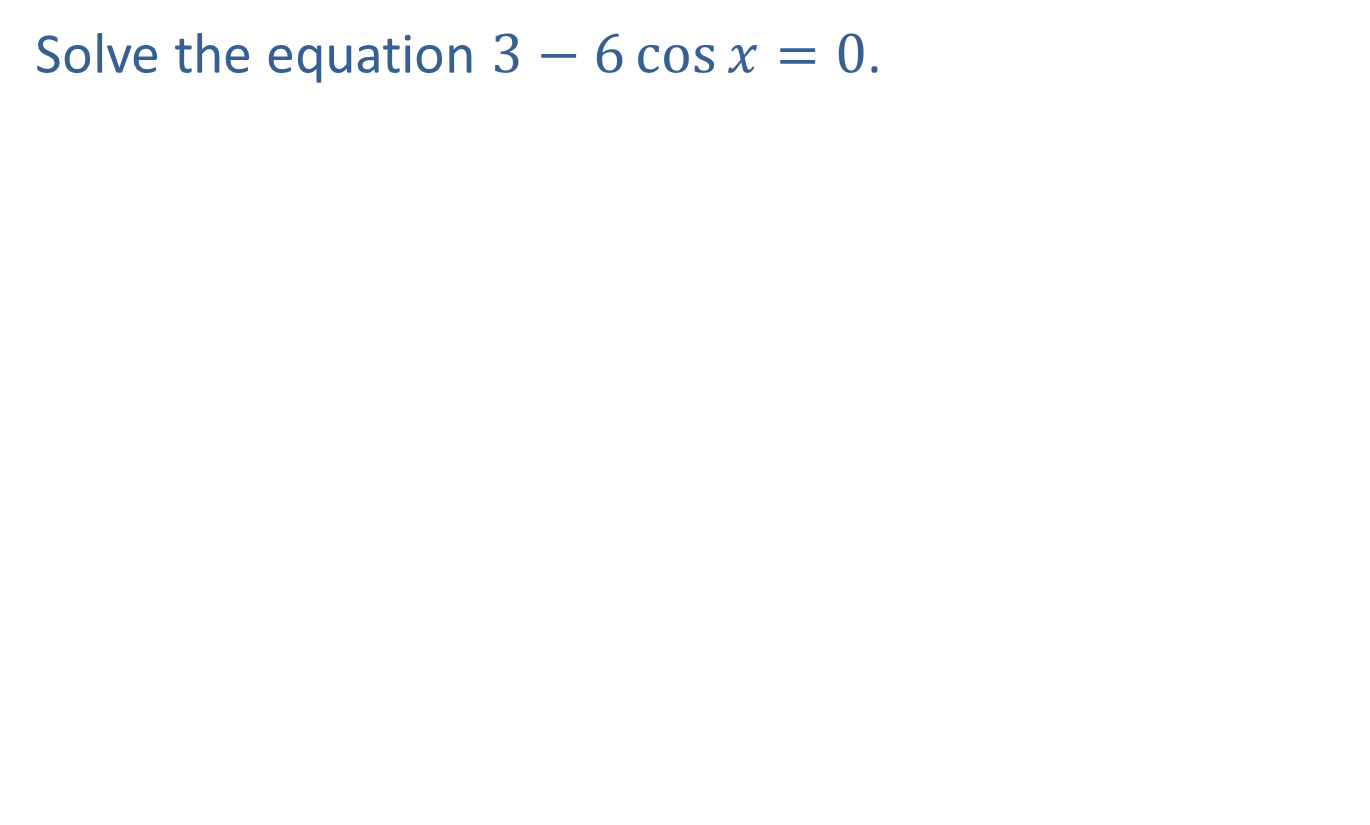 Solve the equation 3 − 6 cos x = 0.